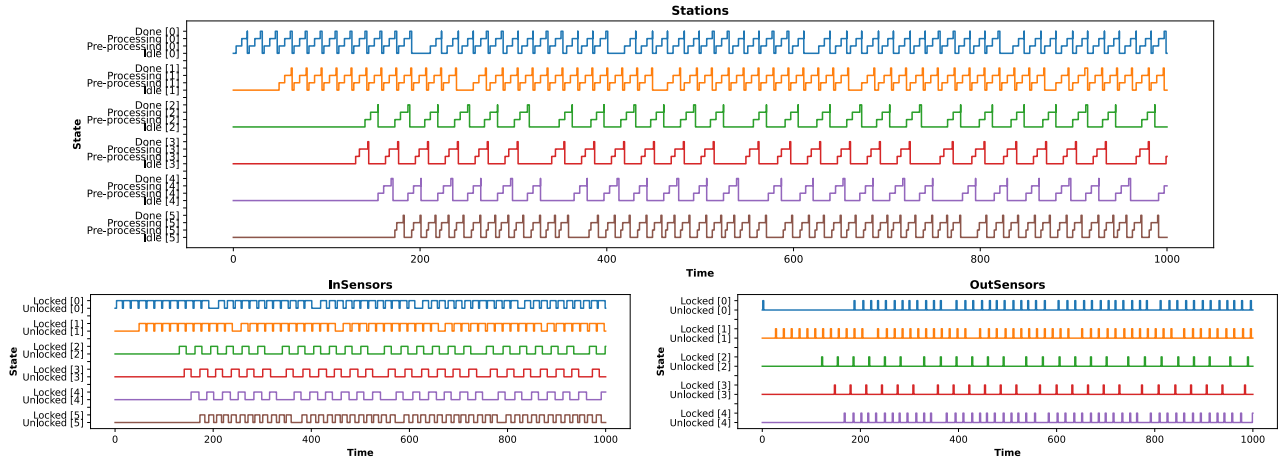 Stations
Done [0]
Processing [0]
Pre-processing [0]
Idle [0]
Done [1]
Processing [1]
Pre-processing [1]
Idle [1]
Done [2]
Processing [2]
Pre-processing [2]
Idle [2]
Done [3]
Processing [3]
Pre-processing [3]
Idle [3]
Done [4]
Processing [4]
Pre-processing [4]
Idle [4]
Done [5]
Processing [5]
Pre-processing [5]
Idle [5]
State
0 200 400 600 800 1000
Time
InSensors
Locked [0]
Unlocked [0]
Locked [1]
Unlocked [1]
Locked [2]
Unlocked [2]
Locked [3]
Unlocked [3]
Locked [4]
Unlocked [4]
Locked [5]
Unlocked [5]
State
0 200 400 600 800 1000
Time
OutSensors
Locked [0]
Unlocked [0]
Locked [1]
Unlocked [1]
Locked [2]
Unlocked [2]
Locked [3]
Unlocked [3]
Locked [4]
Unlocked [4]
State
0 200 400 600 800 1000
Time